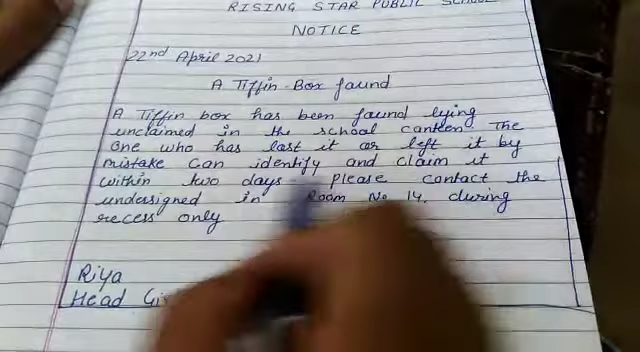 RISING STAR PUBLIC SCHOOL
NOTICE
22nd April 2021
A Tiffin-Box found
A Tiffin box has been found lying
unclaimed in the school canteen. The
one who has lost it or left it by
mistake can identify and claim it
within two days. Please contact the
undersigned in Room No 14. during
recess only
Riya
Head